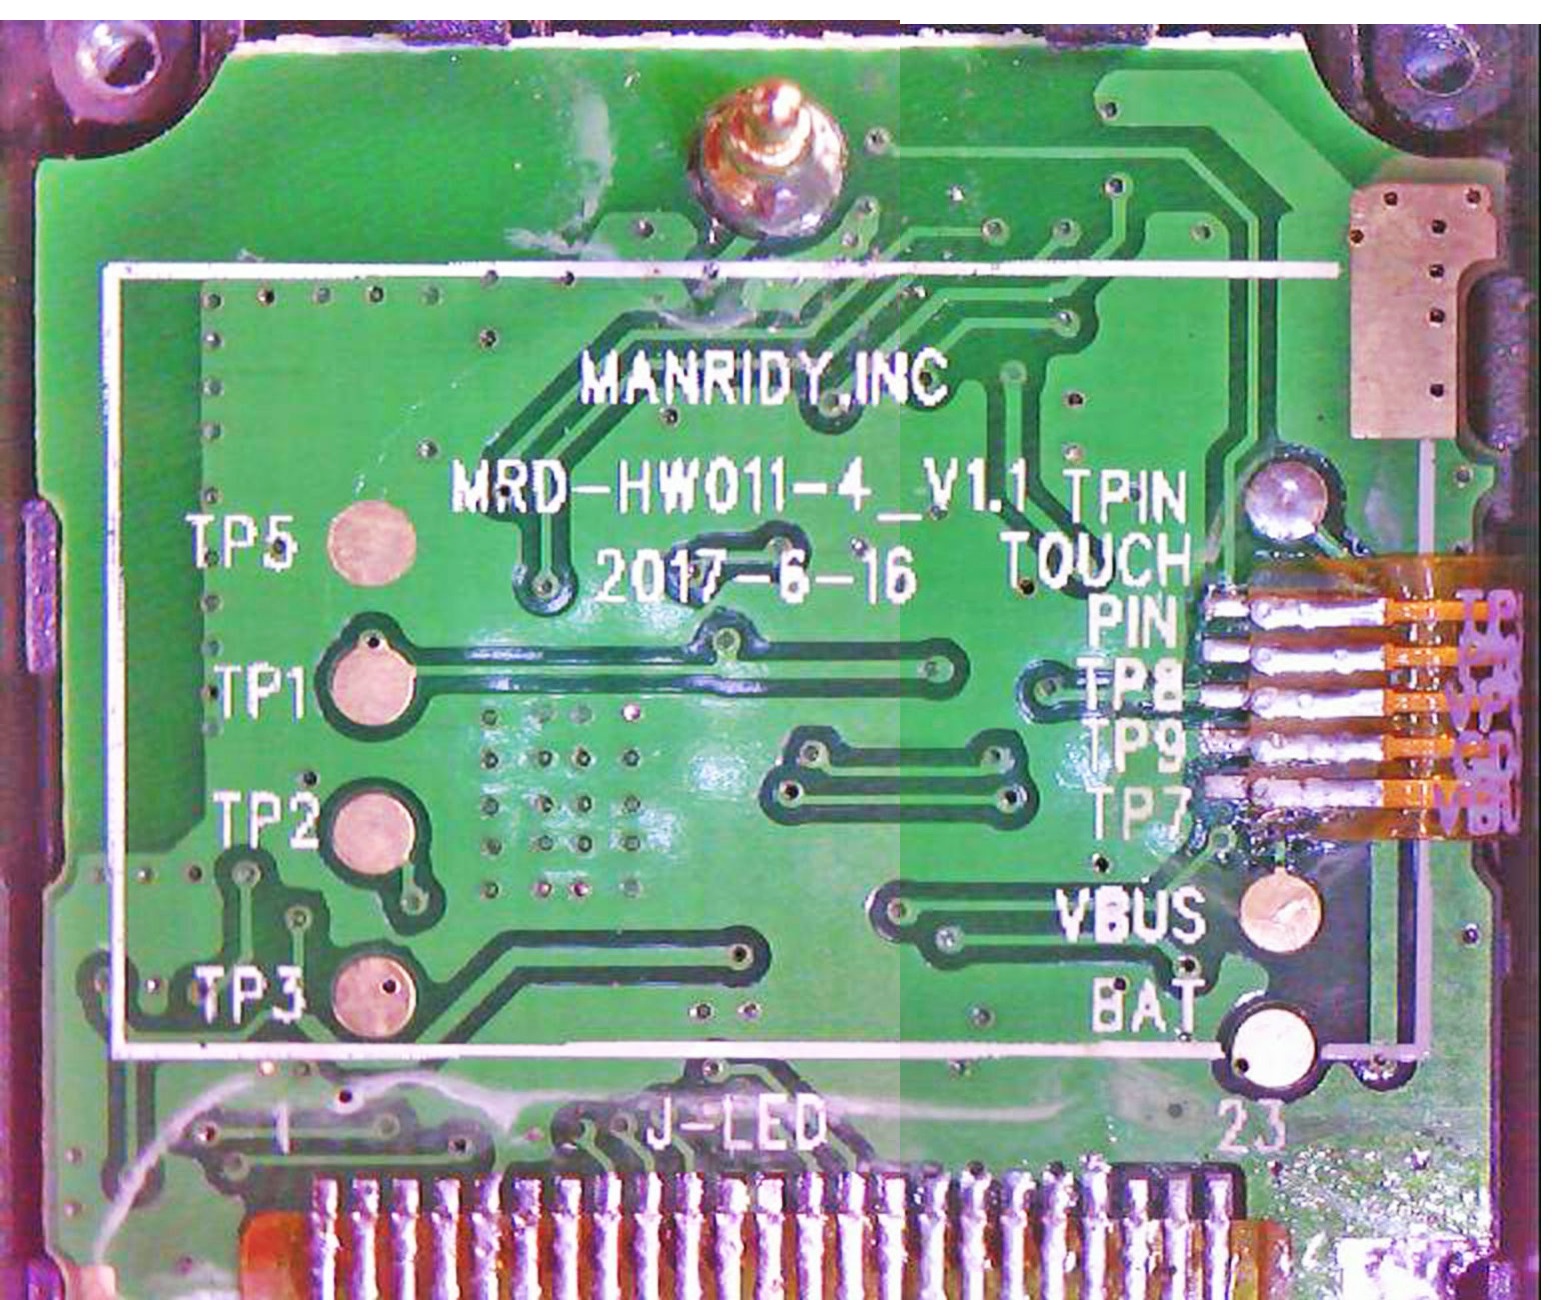 MANRIDY,INC
MRD-HW011-4_V1.1
2017-6-16
TPIN
TOUCH
PIN
TP5
TP1
TP8
TP9
TP2
TP7
VBUS
TP3
BAT
J-LED
1
23